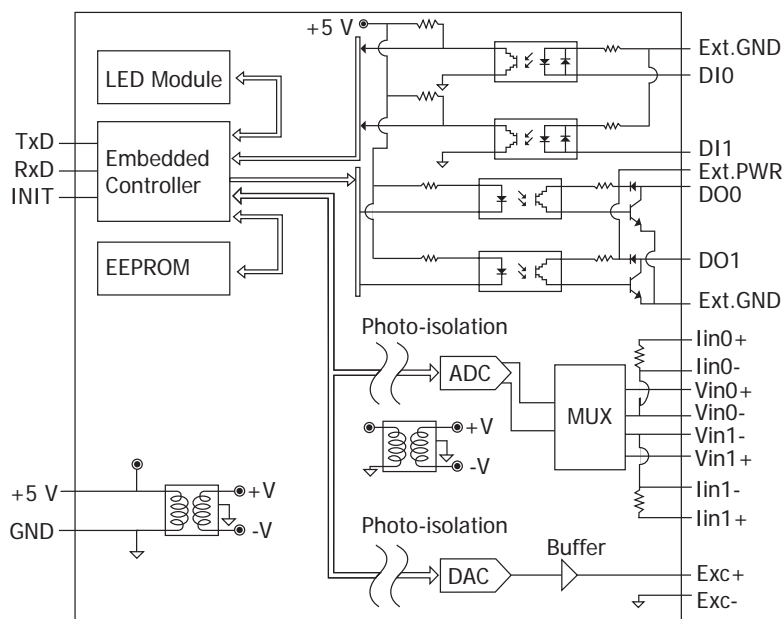 +5 V
Ext.GND
DI0
DI1
Ext.PWR
DO0
DO1
Ext.GND
LED Module
TxD
RxD
INIT
Embedded
Controller
EEPROM
Photo-isolation
ADC
MUX
Iin0+
Iin0-
Vin0+
Vin0-
Vin1-
Vin1+
Iin1-
Iin1+
+V
-V
+5 V
GND
+V
-V
Photo-isolation
DAC
Buffer
Exc+
Exc-